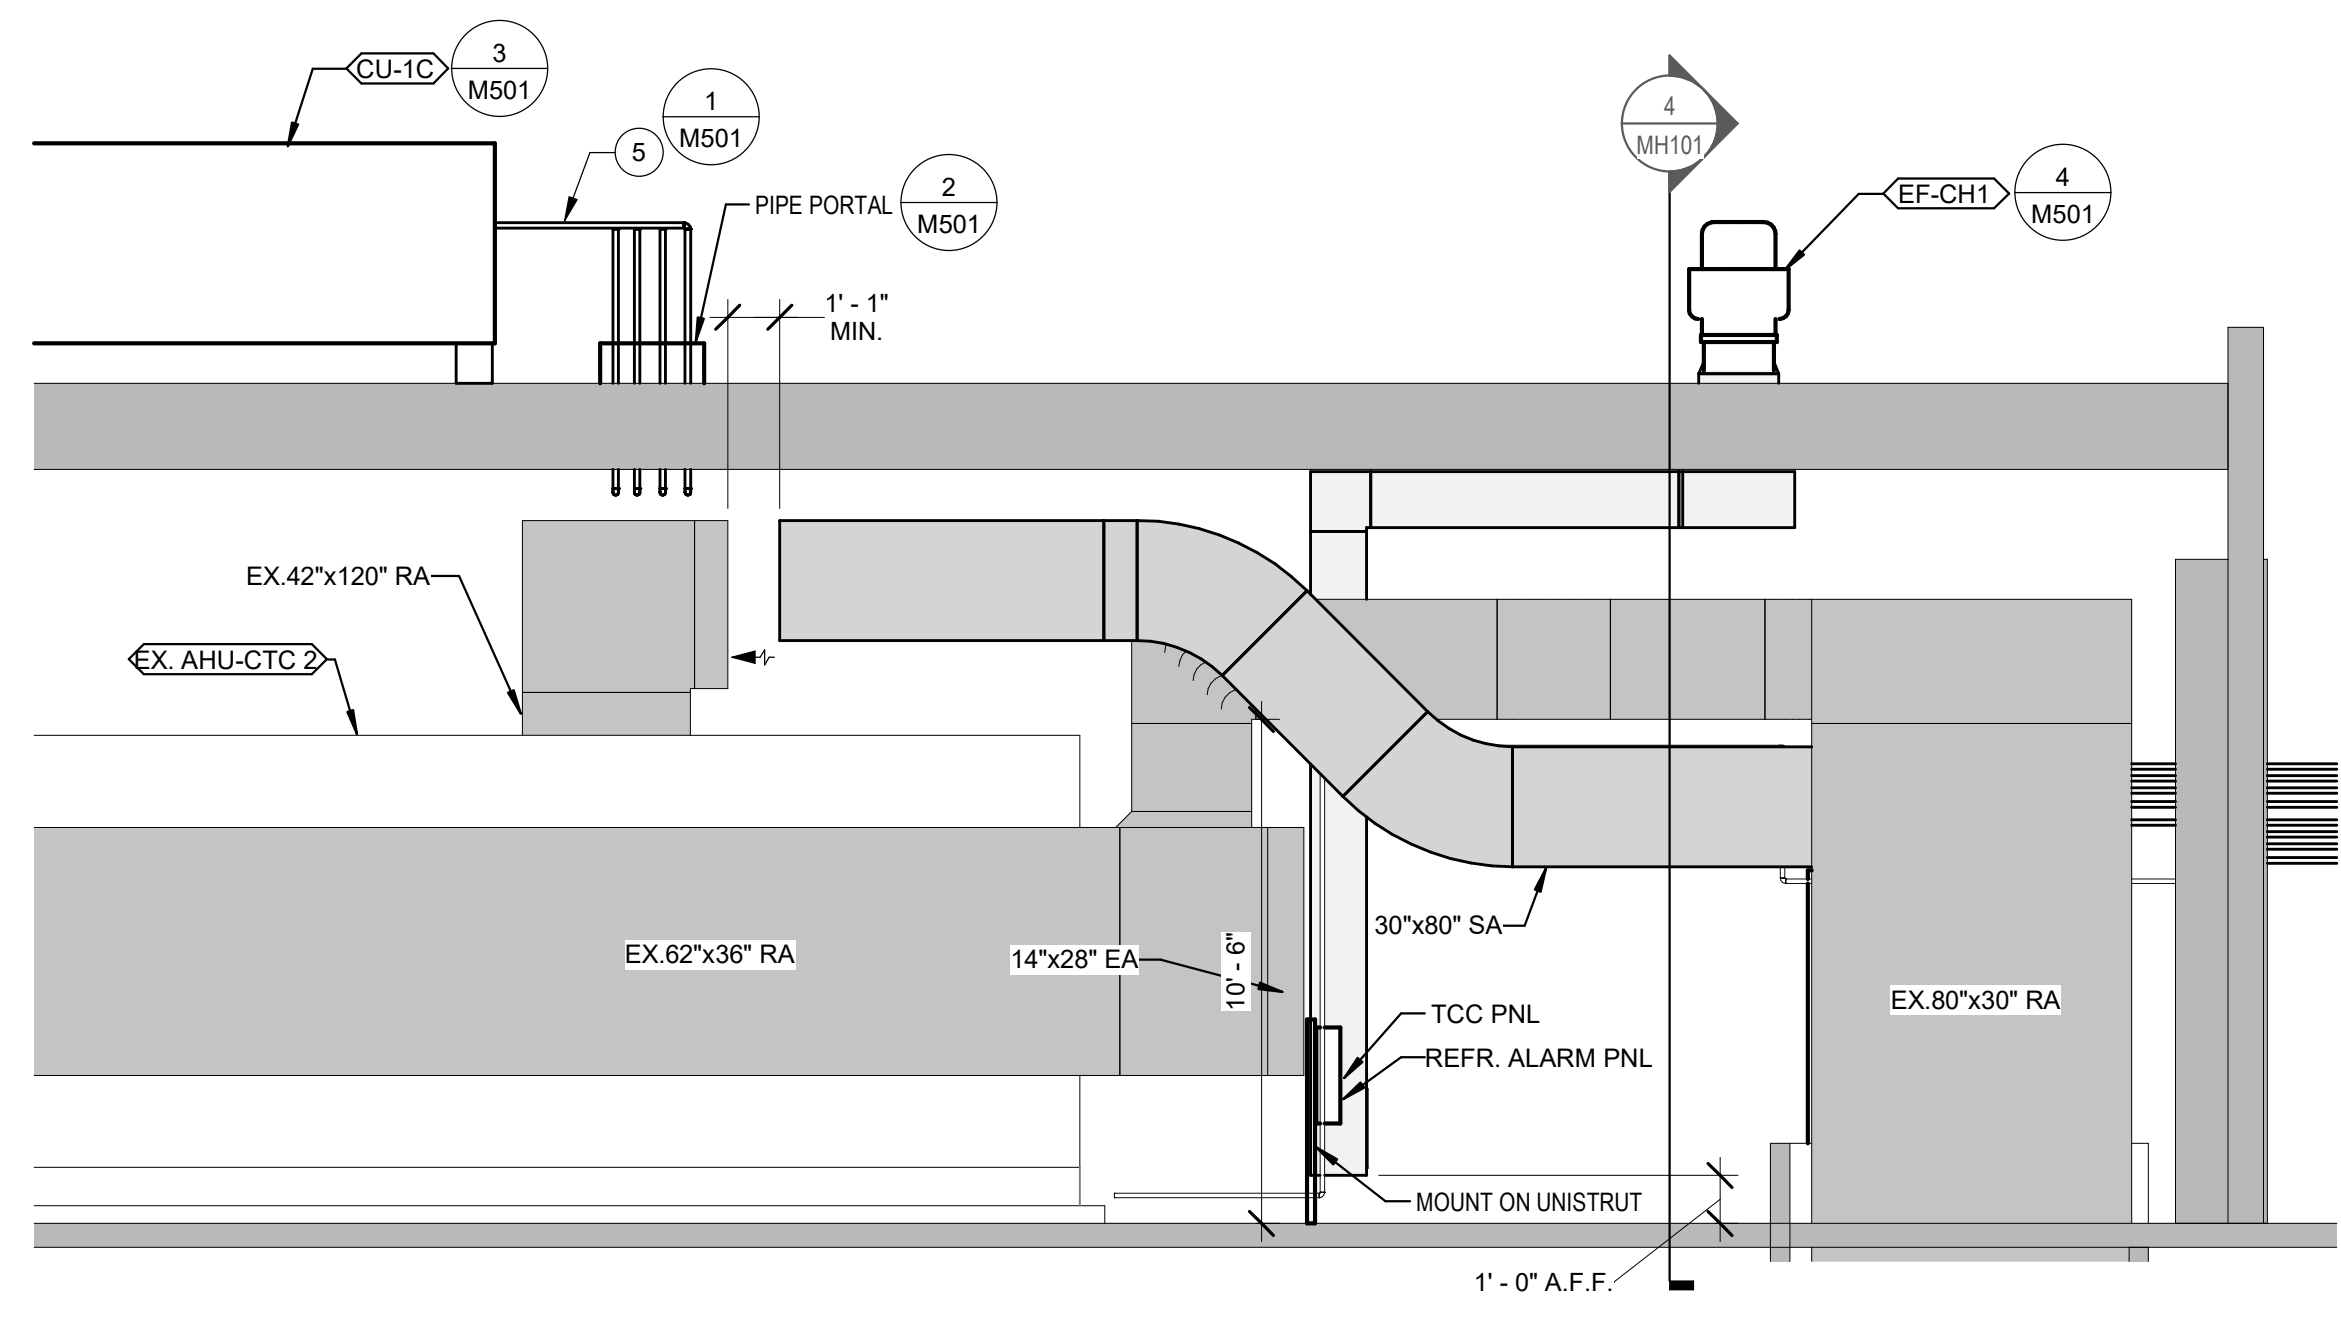 CU-1C
3
M501
1
M501
5
PIPE PORTAL
2
M501
1' - 1"
MIN.
4
MH101
EF-CH1
4
M501
EX.42"x120" RA
EX. AHU-CTC 2
EX.62"x36" RA
14"x28" EA
10' - 6"
30"x80" SA
TCC PNL
REFR. ALARM PNL
EX.80"x30" RA
MOUNT ON UNISTRUT
1' - 0" A.F.F.